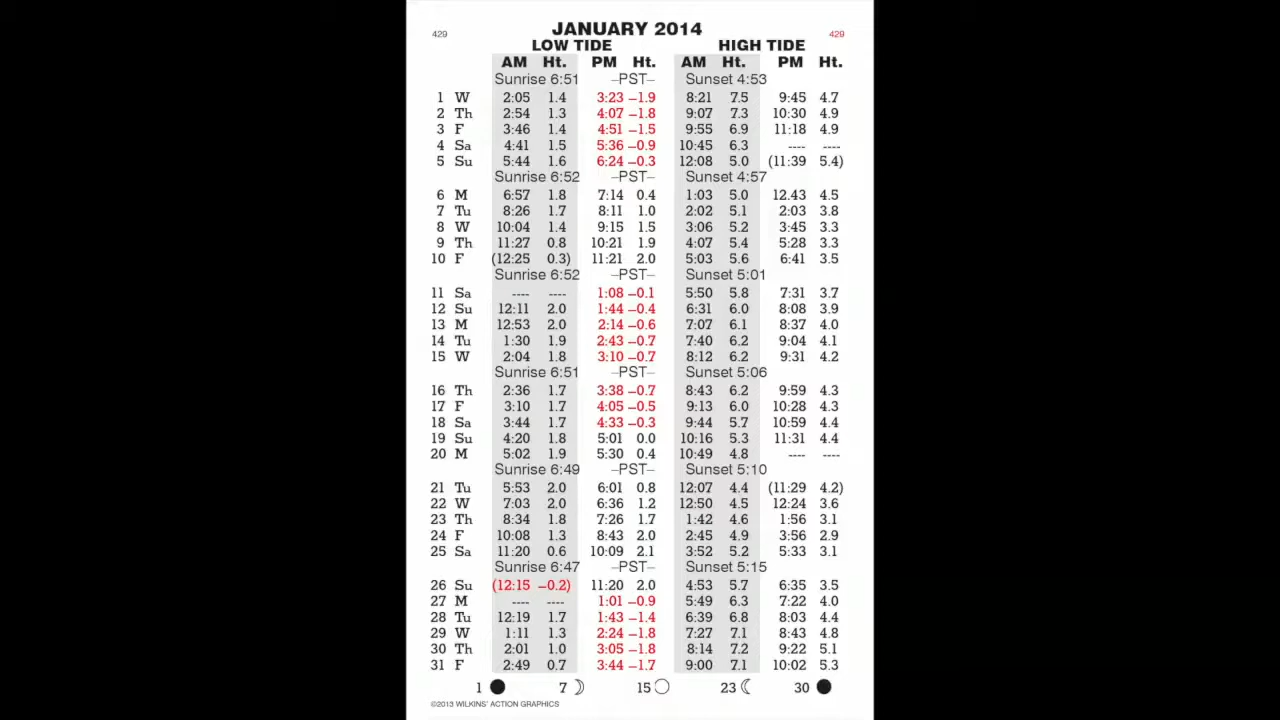 JANUARY 2014
429 429
LOW TIDE HIGH TIDE
AM Ht. PM Ht. AM Ht. PM Ht.
Sunrise 6:51 –PST– Sunset 4:53
1 W 2:05 1.4 3:23 –1.9 8:21 7.5 9:45 4.7
2 Th 2:54 1.3 4:07 –1.8 9:07 7.3 10:30 4.9
3 F 3:46 1.4 4:51 –1.5 9:55 6.9 11:18 4.9
4 Sa 4:41 1.5 5:36 –0.9 10:45 6.3 ---- ----
5 Su 5:44 1.6 6:24 –0.3 12:08 5.0 (11:39 5.4)
Sunrise 6:52 –PST– Sunset 4:57
6 M 6:57 1.8 7:14 0.4 1:03 5.0 12.43 4.5
7 Tu 8:26 1.7 8:11 1.0 2:02 5.1 2:03 3.8
8 W 10:04 1.4 9:15 1.5 3:06 5.2 3:45 3.3
9 Th 11:27 0.8 10:21 1.9 4:07 5.4 5:28 3.3
10 F (12:25 0.3) 11:21 2.0 5:03 5.6 6:41 3.5
Sunrise 6:52 –PST– Sunset 5:01
11 Sa ---- ---- 1:08 –0.1 5:50 5.8 7:31 3.7
12 Su 12:11 2.0 1:44 –0.4 6:31 6.0 8:08 3.9
13 M 12:53 2.0 2:14 –0.6 7:07 6.1 8:37 4.0
14 Tu 1:30 1.9 2:43 –0.7 7:40 6.2 9:04 4.1
15 W 2:04 1.8 3:10 –0.7 8:12 6.2 9:31 4.2
Sunrise 6:51 –PST– Sunset 5:06
16 Th 2:36 1.7 3:38 –0.7 8:43 6.2 9:59 4.3
17 F 3:10 1.7 4:05 –0.5 9:13 6.0 10:28 4.3
18 Sa 3:44 1.7 4:33 –0.3 9:44 5.7 10:59 4.4
19 Su 4:20 1.8 5:01 0.0 10:16 5.3 11:31 4.4
20 M 5:02 1.9 5:30 0.4 10:49 4.8 ---- ----
Sunrise 6:49 –PST– Sunset 5:10
21 Tu 5:53 2.0 6:01 0.8 12:07 4.4 (11:29 4.2)
22 W 7:03 2.0 6:36 1.2 12:50 4.5 12:24 3.6
23 Th 8:34 1.8 7:26 1.7 1:42 4.6 1:56 3.1
24 F 10:08 1.3 8:43 2.0 2:45 4.9 3:56 2.9
25 Sa 11:20 0.6 10:09 2.1 3:52 5.2 5:33 3.1
Sunrise 6:47 –PST– Sunset 5:15
26 Su (12:15 –0.2) 11:20 2.0 4:53 5.7 6:35 3.5
27 M ---- ---- 1:01 –0.9 5:49 6.3 7:22 4.0
28 Tu 12:19 1.7 1:43 –1.4 6:39 6.8 8:03 4.4
29 W 1:11 1.3 2:24 –1.8 7:27 7.1 8:43 4.8
30 Th 2:01 1.0 3:05 –1.8 8:14 7.2 9:22 5.1
31 F 2:49 0.7 3:44 –1.7 9:00 7.1 10:02 5.3
1 7 15 23 30
©2013 WILKINS' ACTION GRAPHICS